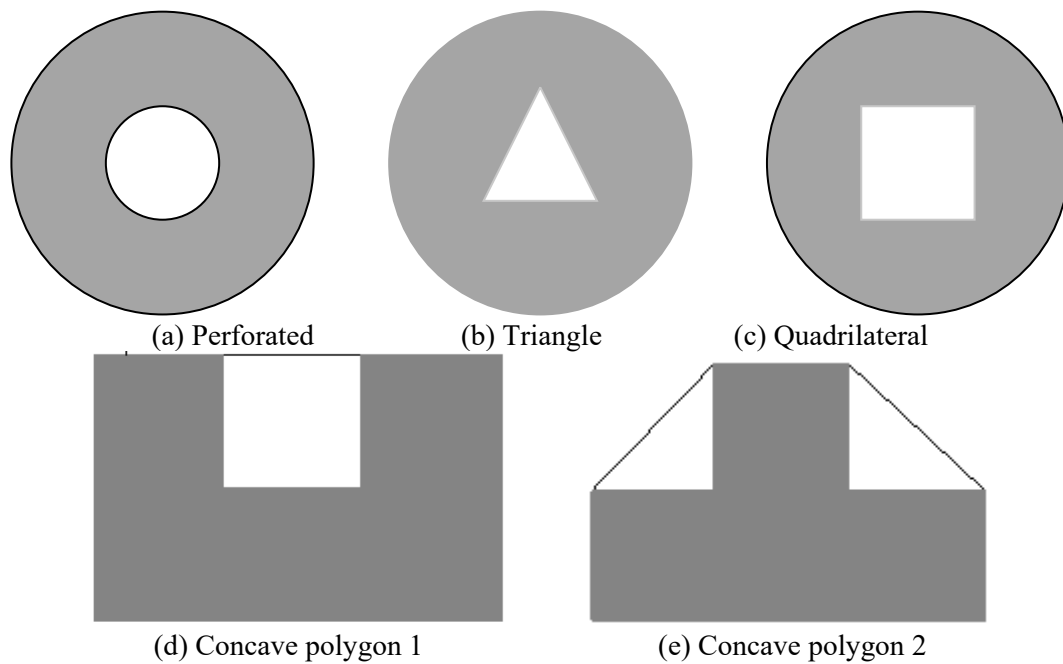 (a) Perforated
(b) Triangle
(c) Quadrilateral
(d) Concave polygon 1
(e) Concave polygon 2